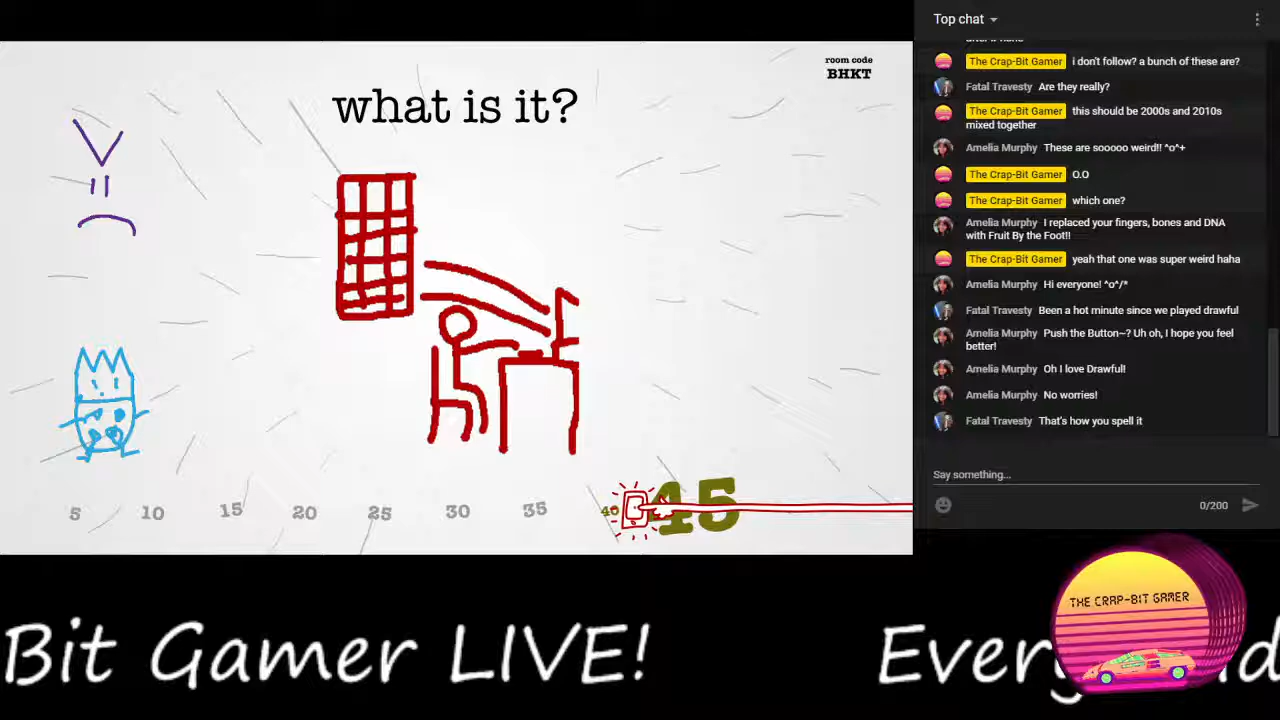 room code
BHKT
what is it?
5 10 15 20 25 30 35 40 45
Top chat
The Crap-Bit Gamer i don't follow? a bunch of these are?
Fatal Travesty Are they really?
The Crap-Bit Gamer this should be 2000s and 2010s
mixed together
Amelia Murphy These are sooooo weird!! ^o^+
The Crap-Bit Gamer O.O
The Crap-Bit Gamer which one?
Amelia Murphy I replaced your fingers, bones and DNA
with Fruit By the Foot!!
The Crap-Bit Gamer yeah that one was super weird haha
Amelia Murphy Hi everyone! ^o^/*
Fatal Travesty Been a hot minute since we played drawful
Amelia Murphy Push the Button~? Uh oh, I hope you feel
better!
Amelia Murphy Oh I love Drawful!
Amelia Murphy No worries!
Fatal Travesty That's how you spell it
Say something...
0/200
Bit Gamer LIVE!
THE CRAP-BIT GAMER